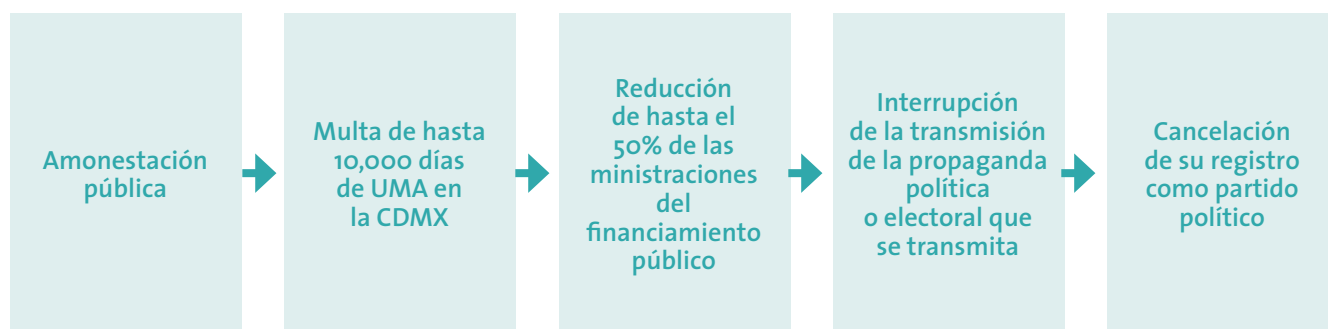 Amonestación
pública
Multa de hasta
10,000 días
de UMA en
la CDMX
Reducción
de hasta el
50% de las
ministraciones
del
financiamiento
público
Interrupción
de la transmisión
de la propaganda
política
o electoral que
se transmita
Cancelación
de su registro
como partido
político